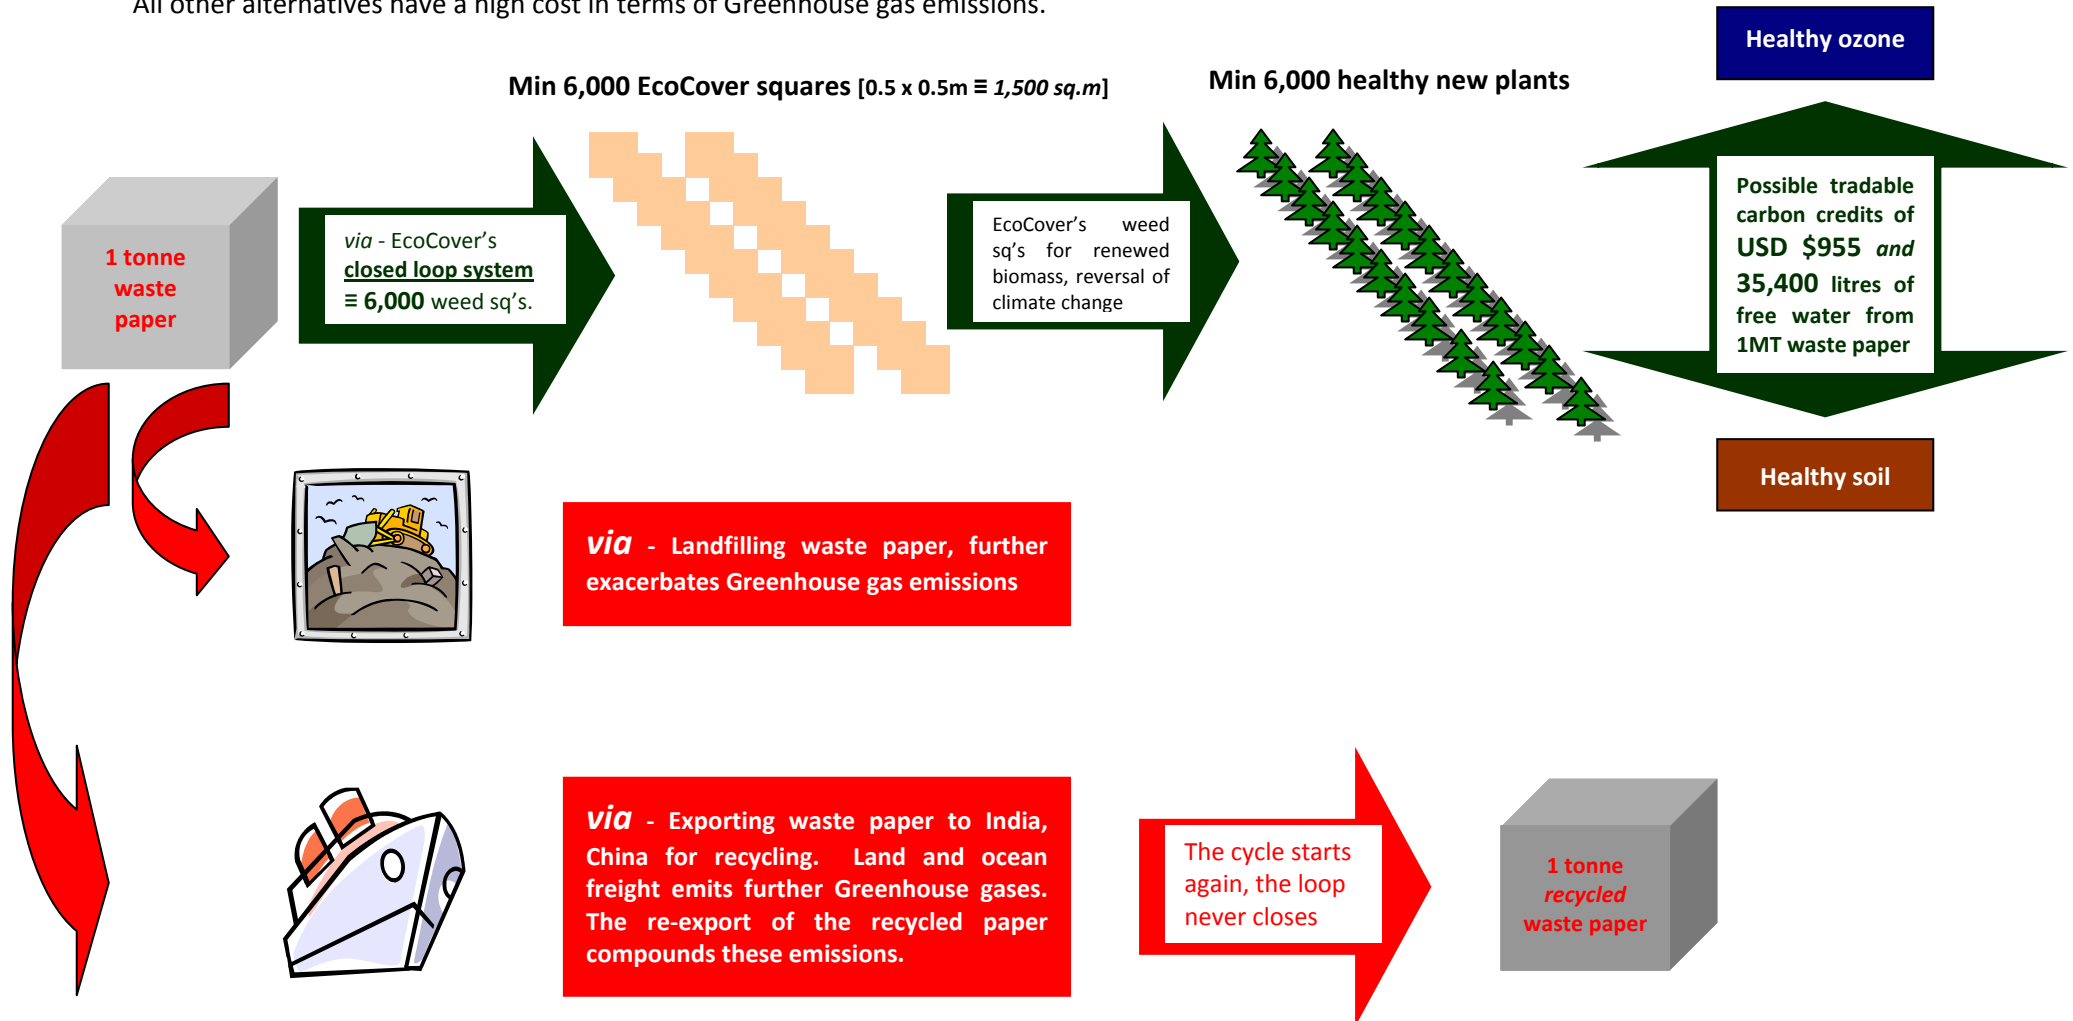 All other alternatives have a high cost in terms of Greenhouse gas emissions.
Healthy ozone
Min 6,000 EcoCover squares [0.5 x 0.5m ≡ 1,500 sq.m]
Min 6,000 healthy new plants
1 tonne
waste
paper
via - EcoCover’s
closed loop system
≡ 6,000 weed sq’s.
EcoCover’s weed
sq’s for renewed
biomass, reversal of
climate change
Possible tradable
carbon credits of
USD $955 and
35,400 litres of
free water from
1MT waste paper
Healthy soil
via - Landfilling waste paper, further
exacerbates Greenhouse gas emissions
via - Exporting waste paper to India,
China for recycling. Land and ocean
freight emits further Greenhouse gases.
The re-export of the recycled paper
compounds these emissions.
The cycle starts
again, the loop
never closes
1 tonne
recycled
waste paper